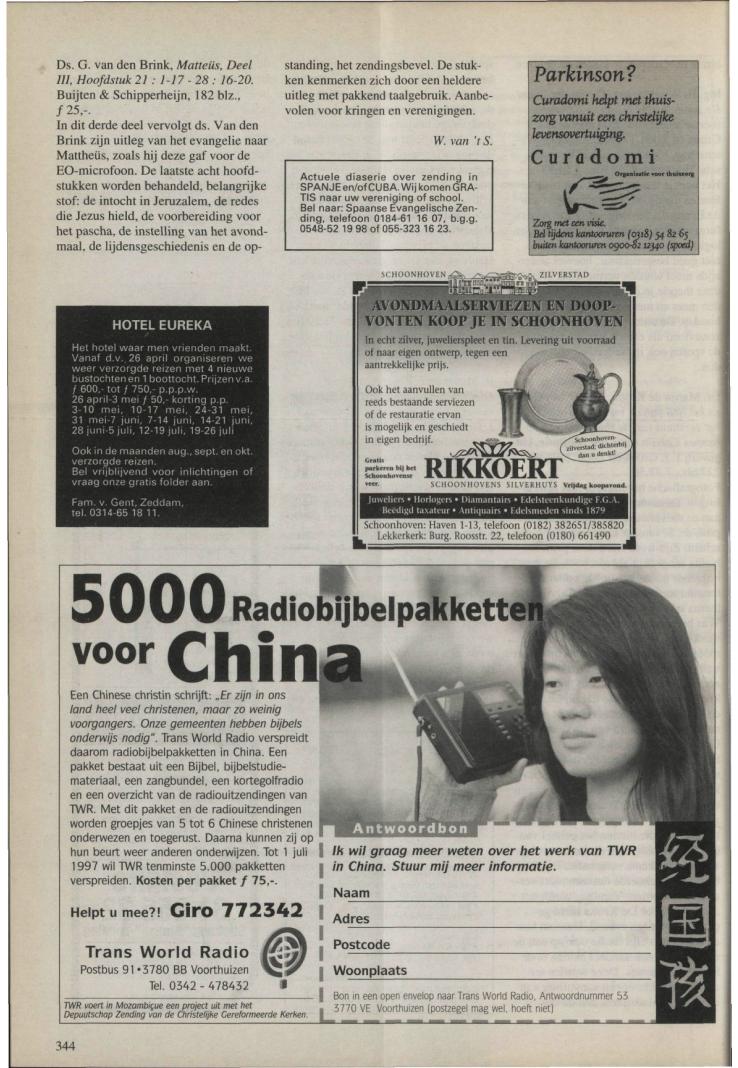 Ds. G. van den Brink, Matteüs, Deel
III, Hoofdstuk 21 : 1-17 - 28 : 16-20.
Buijten & Schipperheijn, 182 blz.,
ƒ 25,-.
In dit derde deel vervolgt ds. Van den
Brink zijn uitleg van het evangelie naar
Mattheüs, zoals hij deze gaf voor de
EO-microfoon. De laatste acht hoofd-
stukken worden behandeld, belangrijke
stof: de intocht in Jeruzalem, de redes
die Jezus hield, de voorbereiding voor
het pascha, de instelling van het avond-
maal, de lijdensgeschiedenis en de op-
standing, het zendingsbevel. De stuk-
ken kenmerken zich door een heldere
uitleg met pakkend taalgebruik. Aanbe-
volen voor kringen en verenigingen.
W. van 't S.
Actuele diaserie over zending in
SPANJE en/of CUBA. Wij komen GRA-
TIS naar uw vereniging of school.
Bel naar: Spaanse Evangelische Zen-
ding, telefoon 0184-61 16 07, b.g.g.
0548-52 19 98 of 055-323 16 23.
Parkinson?
Curadomi helpt met thuis-
zorg vanuit een christelijke
levensovertuiging.
Curadomi
Organisatie voor thuiszorg
Zorg met een visie.
Bel tijdens kantooruren (0318) 54 82 65
buiten kantooruren 0900-82 12340 (spoed)
HOTEL EUREKA
Het hotel waar men vrienden maakt.
Vanaf d.v. 26 april organiseren we
weer verzorgde reizen met 4 nieuwe
bustochten en 1 boottocht. Prijzen v.a.
ƒ 600,- tot ƒ 750,- p.p.p.w.
26 april-3 mei ƒ 50,- korting p.p.
3-10 mei, 10-17 mei, 24-31 mei,
31 mei-7 juni, 7-14 juni, 14-21 juni,
28 juni-5 juli, 12-19 juli, 19-26 juli
Ook in de maanden aug., sept. en okt.
verzorgde reizen.
Bel vrijblijvend voor inlichtingen of
vraag onze gratis folder aan.
Fam. v. Gent, Zeddam,
tel. 0314-65 18 11.
SCHOONHOVEN ZILVERSTAD
AVONDMAALSERVIEZEN EN DOOP-
VONTEN KOOP JE IN SCHOONHOVEN
In echt zilver, juwelierspleet en tin. Levering uit voorraad
of naar eigen ontwerp, tegen een
aantrekkelijke prijs.
Ook het aanvullen van
reeds bestaande serviezen
of de restauratie ervan
is mogelijk en geschiedt
in eigen bedrijf.
Schoonhoven-
zilverstad: dichterbij
dan u denkt!
Gratis
parkeren bij het
Schoonhovense
veer.
RIKKOERT
SCHOONHOVENS SILVERHUYS
Vrijdag koopavond.
Juweliers • Horlogers • Diamantairs • Edelsteenkundige F.G.A.
Beëdigd taxateur • Antiquairs • Edelsmeden sinds 1879
Schoonhoven: Haven 1-13, telefoon (0182) 382651/385820
Lekkerkerk: Burg. Roosstr. 22, telefoon (0180) 661490
5000 Radiobijbelpakketten
voor China
Een Chinese christin schrijft: „Er zijn in ons
land heel veel christenen, maar zo weinig
voorgangers. Onze gemeenten hebben bijbels
onderwijs nodig". Trans World Radio verspreidt
daarom radiobijbelpakketten in China. Een
pakket bestaat uit een Bijbel, bijbelstudie-
materiaal, een zangbundel, een kortegolfradio
en een overzicht van de radiouitzendingen van
TWR. Met dit pakket en de radiouitzendingen
worden groepjes van 5 tot 6 Chinese christenen
onderwezen en toegerust. Daarna kunnen zij op
hun beurt weer anderen onderwijzen. Tot 1 juli
1997 wil TWR tenminste 5.000 pakketten
verspreiden. Kosten per pakket ƒ 75,-.
Helpt u mee?! Giro 772342
Trans World Radio
Postbus 91•3780 BB Voorthuizen
Tel. 0342 - 478432
TWR voert in Mozambiçue een project uit met het
Deputaatschap Zending van de Christelijke Gereformeerde Kerken.
Antwoordbon
Ik wil graag meer weten over het werk van TWR
in China. Stuur mij meer informatie.
Naam
Adres
Postcode
Woonplaats
Bon in een open envelop naar Trans World Radio, Antwoordnummer 53
3770 VE Voorthuizen (postzegel mag wel, hoeft niet)
344